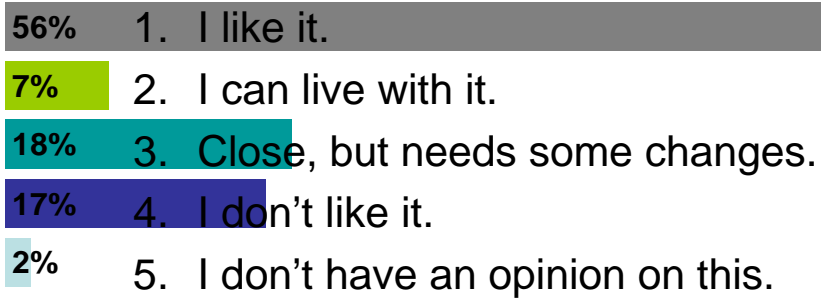 56% 1. I like it.
7% 2. I can live with it.
18% 3. Close, but needs some changes.
17% 4. I don’t like it.
2% 5. I don’t have an opinion on this.